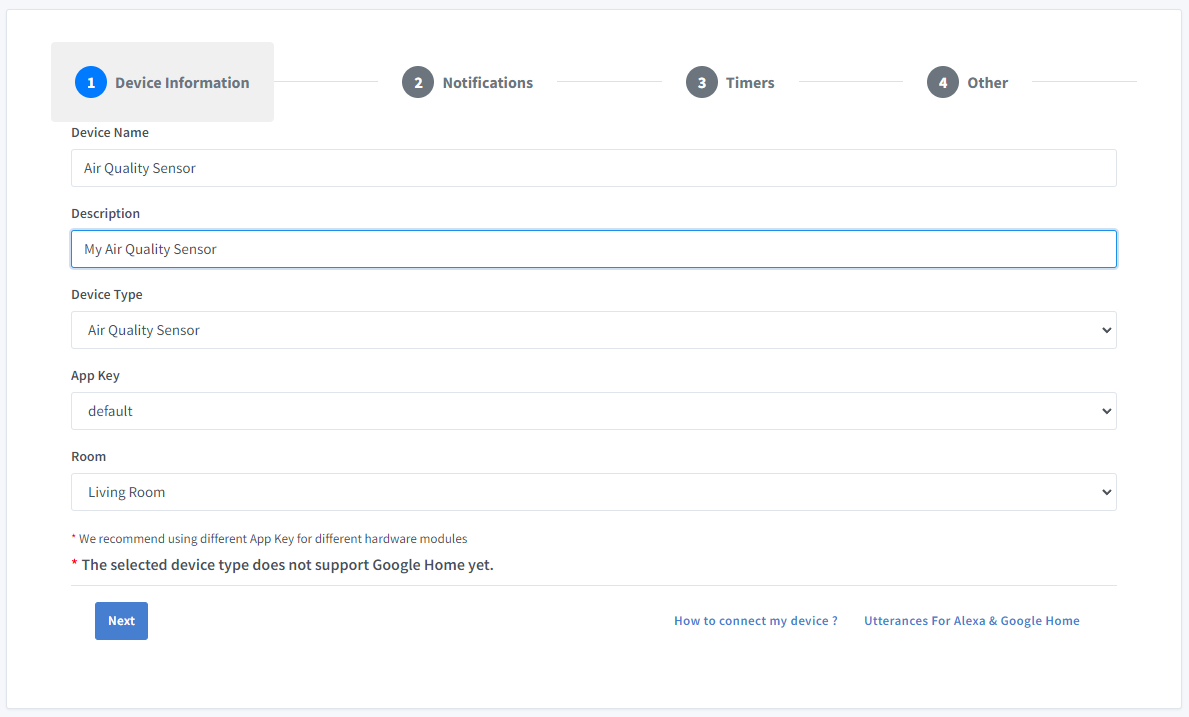 1 Device Information 2 Notifications 3 Timers 4 Other
Device Name
Air Quality Sensor
Description
My Air Quality Sensor
Device Type
Air Quality Sensor
App Key
default
Room
Living Room
* We recommend using different App Key for different hardware modules
* The selected device type does not support Google Home yet.
Next How to connect my device ? Utterances For Alexa & Google Home